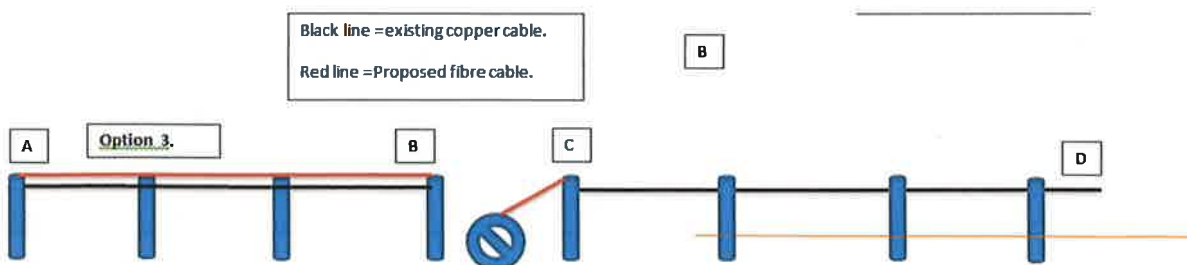 Black line =existing copper cable.
Red line =Proposed fibre cable.
B
A
Option 3.
B
C
D